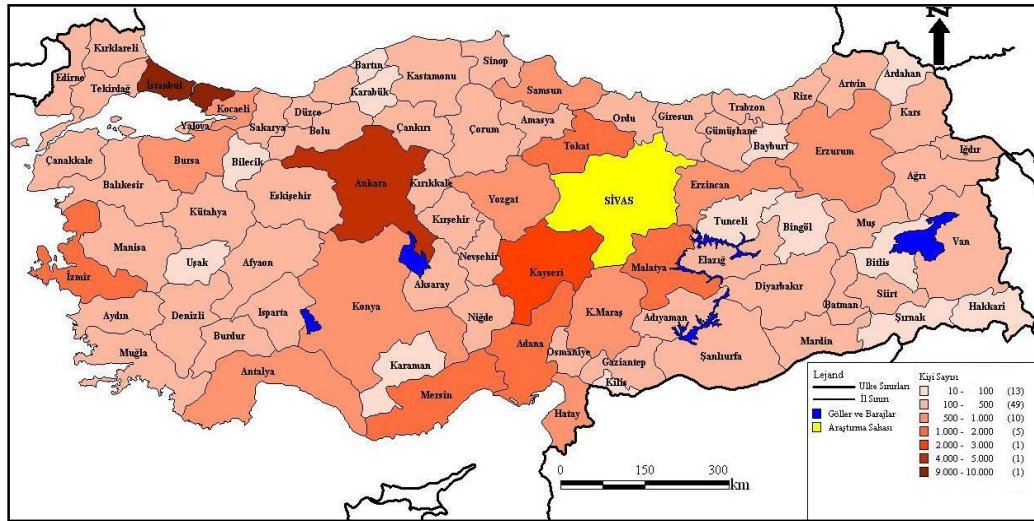 N
Kırklareli
Edirne
Tekirdağ
İstanbul
Kocaeli
Yalova
Sakarya
Düzce
Bolu
Bartın
Karabük
Kastamonu
Sinop
Çankırı
Çorum
Samsun
Amasya
Tokat
Ordu
Giresun
Trabzon
Gümüşhane
Bayburt
Rize
Artvin
Ardahan
Kars
Iğdır
Erzurum
Ağrı
Çanakkale
Balıkesir
Bursa
Bilecik
Eskişehir
Kütahya
Ankara
Kırıkkale
Kırşehir
Yozgat
SİVAS
Erzincan
Tunceli
Bingöl
Muş
Bitlis
Van
Manisa
İzmir
Uşak
Afyon
Aksaray
Nevşehir
Kayseri
Malatya
Elazığ
Diyarbakır
Batman
Siirt
Şırnak
Hakkari
Aydın
Denizli
Isparta
Burdur
Muğla
Antalya
Konya
Karaman
Niğde
Mersin
Adana
K.Maraş
Osmaniye
Gaziantep
Kilis
Hatay
Adıyaman
Şanlıurfa
Mardin
0 150 300
km
Lejand
Ulke Sınırları
İl Sınırı
Göller ve Barajlar
Araştırma Sahası
Kişi Sayısı
10 - 100 (13)
100 - 500 (49)
500 - 1.000 (10)
1.000 - 2.000 (5)
2.000 - 3.000 (1)
4.000 - 5.000 (1)
9.000 - 10.000 (1)